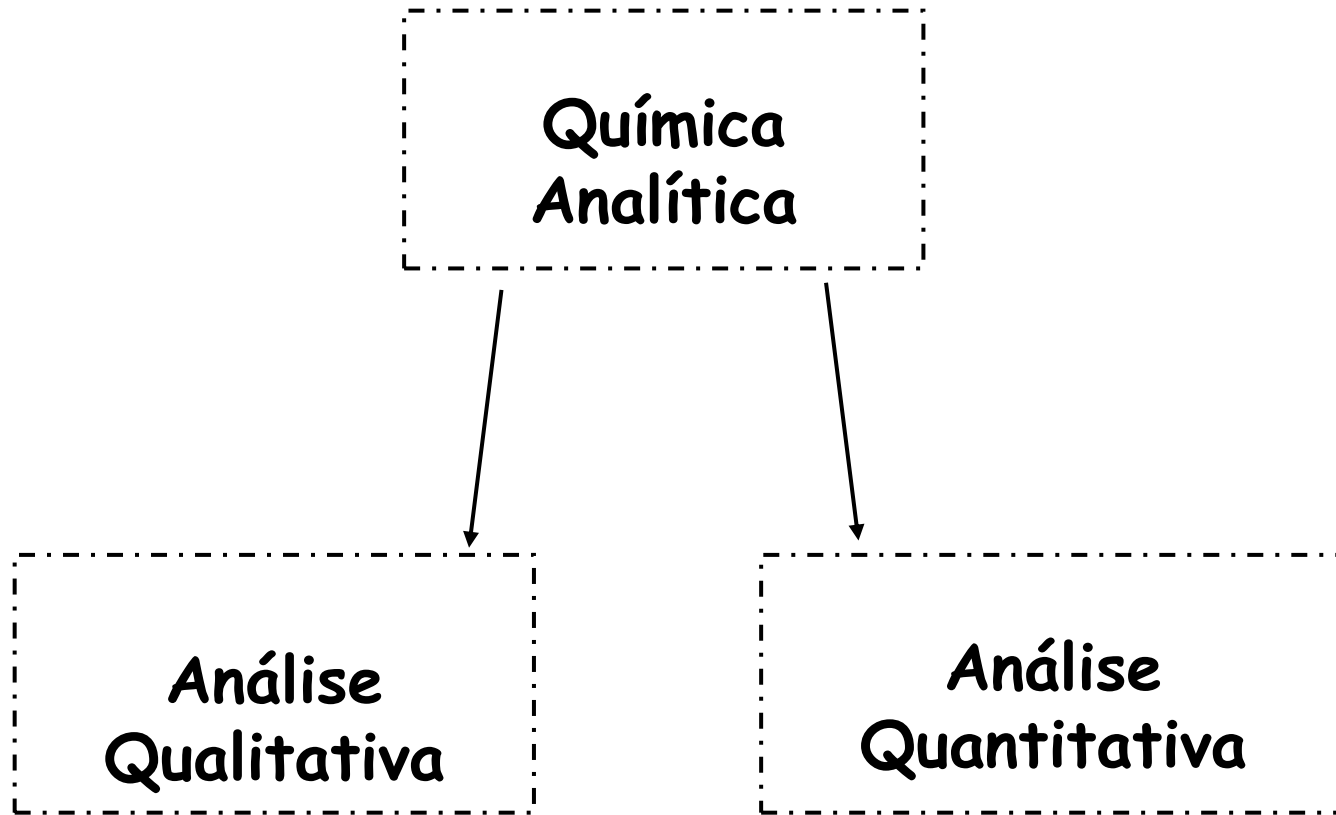 Química
Analítica
Análise
Qualitativa
Análise
Quantitativa